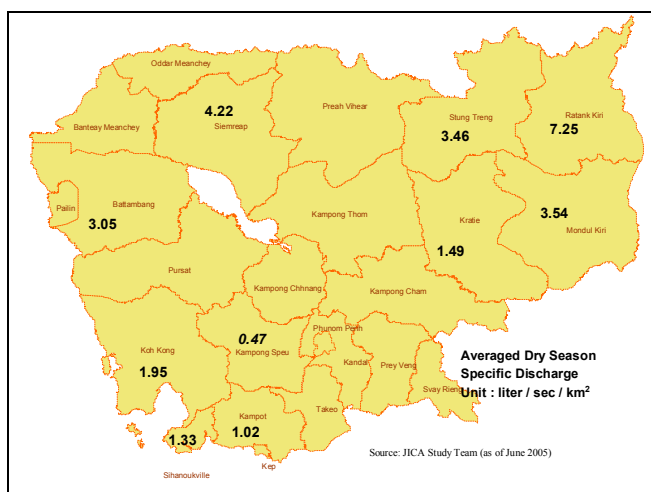 Oddar Meanchey
4.22
Siemreap
Preah Vihear
Stung Treng
3.46
Ratank Kiri
7.25
Banteay Meanchey
Pailin
Battambang
3.05
Kampong Thom
Kratie
1.49
3.54
Mondul Kiri
Pursat
Kampong Chhnang
Kampong Cham
Koh Kong
1.95
0.47
Kampong Speu
Phunom Penh
Kandal
Prey Veng
Svay Rieng
Averaged Dry Season
Specific Discharge
Unit : liter / sec / km²
Takeo
Kampot
1.02
1.33
Sihanoukville
Kep
Source: JICA Study Team (as of June 2005)